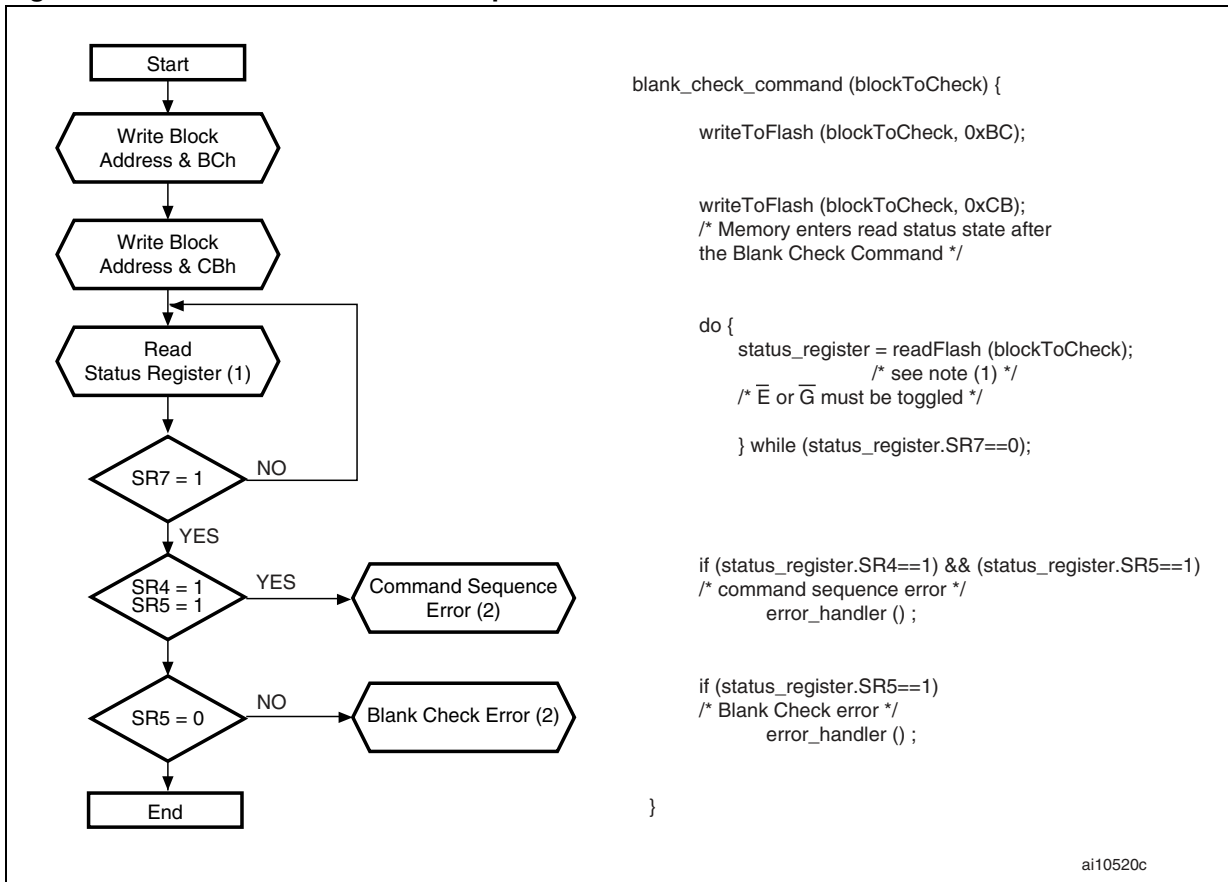 Start
Write Block
Address & BCh
Write Block
Address & CBh
Read
Status Register (1)
SR7 = 1
NO
YES
SR4 = 1
SR5 = 1
YES
Command Sequence
Error (2)
SR5 = 0
NO
Blank Check Error (2)
End
blank_check_command (blockToCheck) {
writeToFlash (blockToCheck, 0xBC);
writeToFlash (blockToCheck, 0xCB);
/* Memory enters read status state after
the Blank Check Command */
do {
status_register = readFlash (blockToCheck);
/* see note (1) */
/* E̅ or G̅ must be toggled */
} while (status_register.SR7==0);
if (status_register.SR4==1) && (status_register.SR5==1)
/* command sequence error */
error_handler () ;
if (status_register.SR5==1)
/* Blank Check error */
error_handler () ;
}
ai10520c